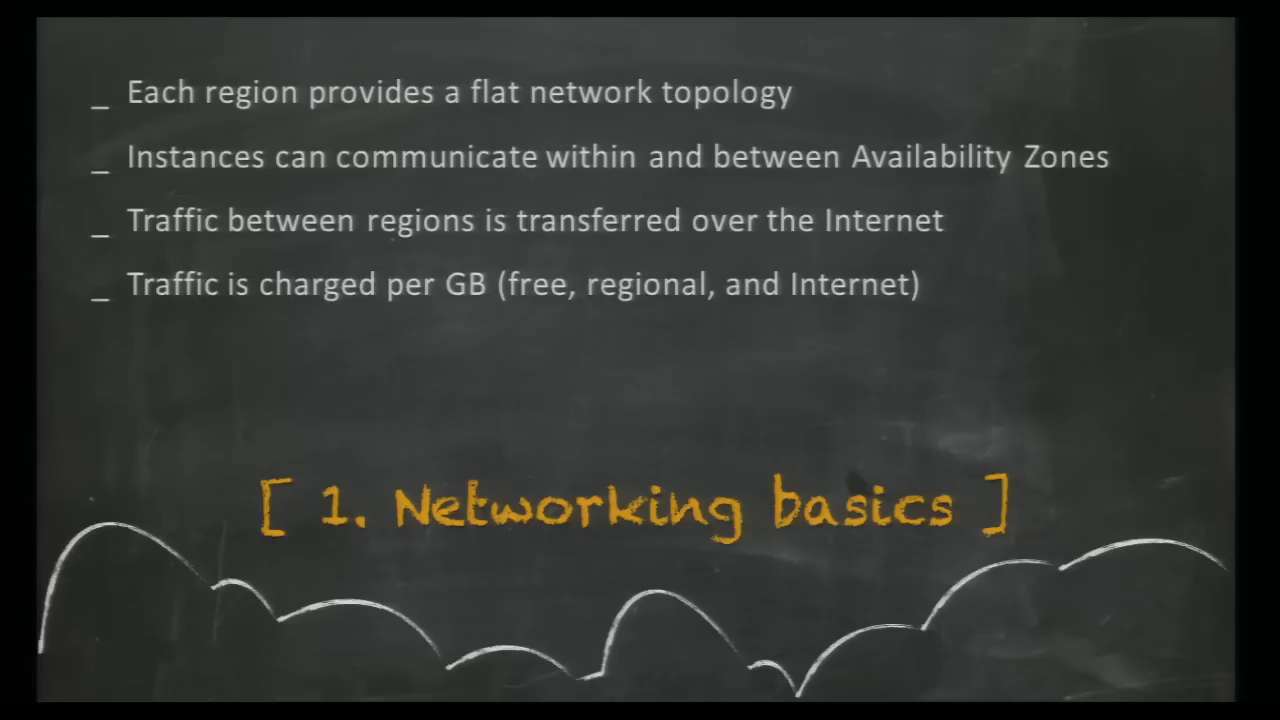 _ Each region provides a flat network topology
_ Instances can communicate within and between Availability Zones
_ Traffic between regions is transferred over the Internet
_ Traffic is charged per GB (free, regional, and Internet)
[ 1. Networking basics ]